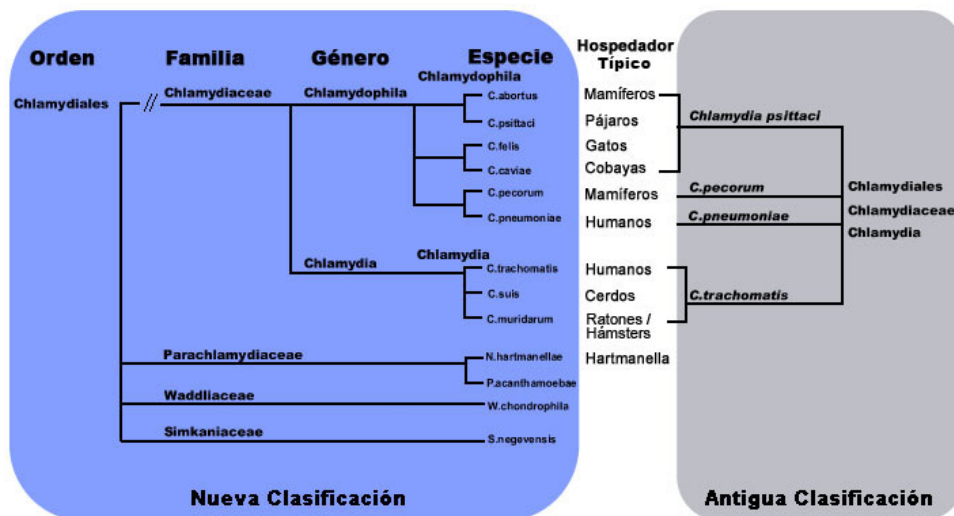 Orden Familia Género Especie Hospedador
Típico
Chlamydophila
Chlamydiales Chlamydiaceae Chlamydophila C.abortus Mamíferos
C.psittaci Pájaros Chlamydia psittaci
C.felis Gatos
C.caviae Cobayas
C.pecorum Mamíferos C.pecorum Chlamydiales
C.pneumoniae Humanos C.pneumoniae Chlamydiaceae
Chlamydia
Chlamydia Chlamydia
C.trachomatis Humanos
C.suis Cerdos C.trachomatis
C.muridarum Ratones /
Hámsters
Parachlamydiaceae N.hartmanellae Hartmanella
P.acanthamoebae
Waddliaceae W.chondrophila
Simkaniaceae S.negevensis
Nueva Clasificación Antigua Clasificación